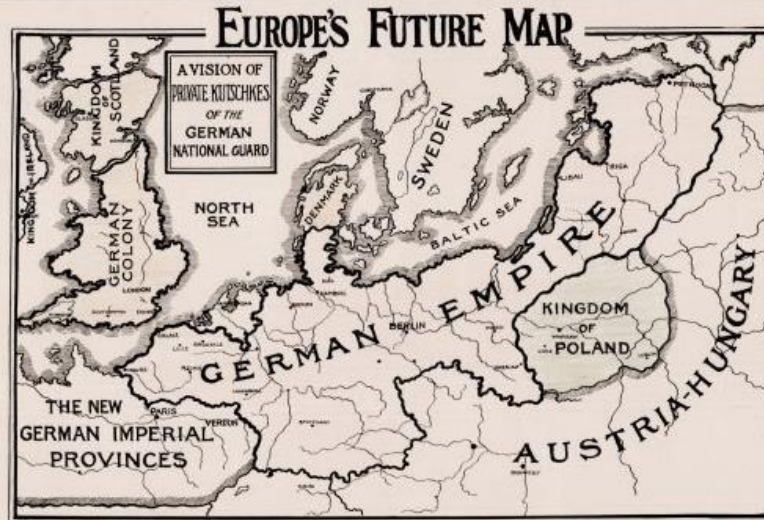 EUROPE'S FUTURE MAP
A VISION OF
PRIVATE KUTSCHKES
OF THE
GERMAN
NATIONAL GUARD
KINGDOM
OF
SCOTLAND
KINGDOM OF IRELAND
NORWAY
SWEDEN
PETROGRAD
RIGA
LIBAU
DENMARK
NORTH
SEA
BALTIC SEA
GERMAN
COLONY
LONDON
GERMAN EMPIRE
BERLIN
KINGDOM
OF
POLAND
AUSTRIA-HUNGARY
THE NEW
GERMAN IMPERIAL
PROVINCES
PARIS
VERDUN